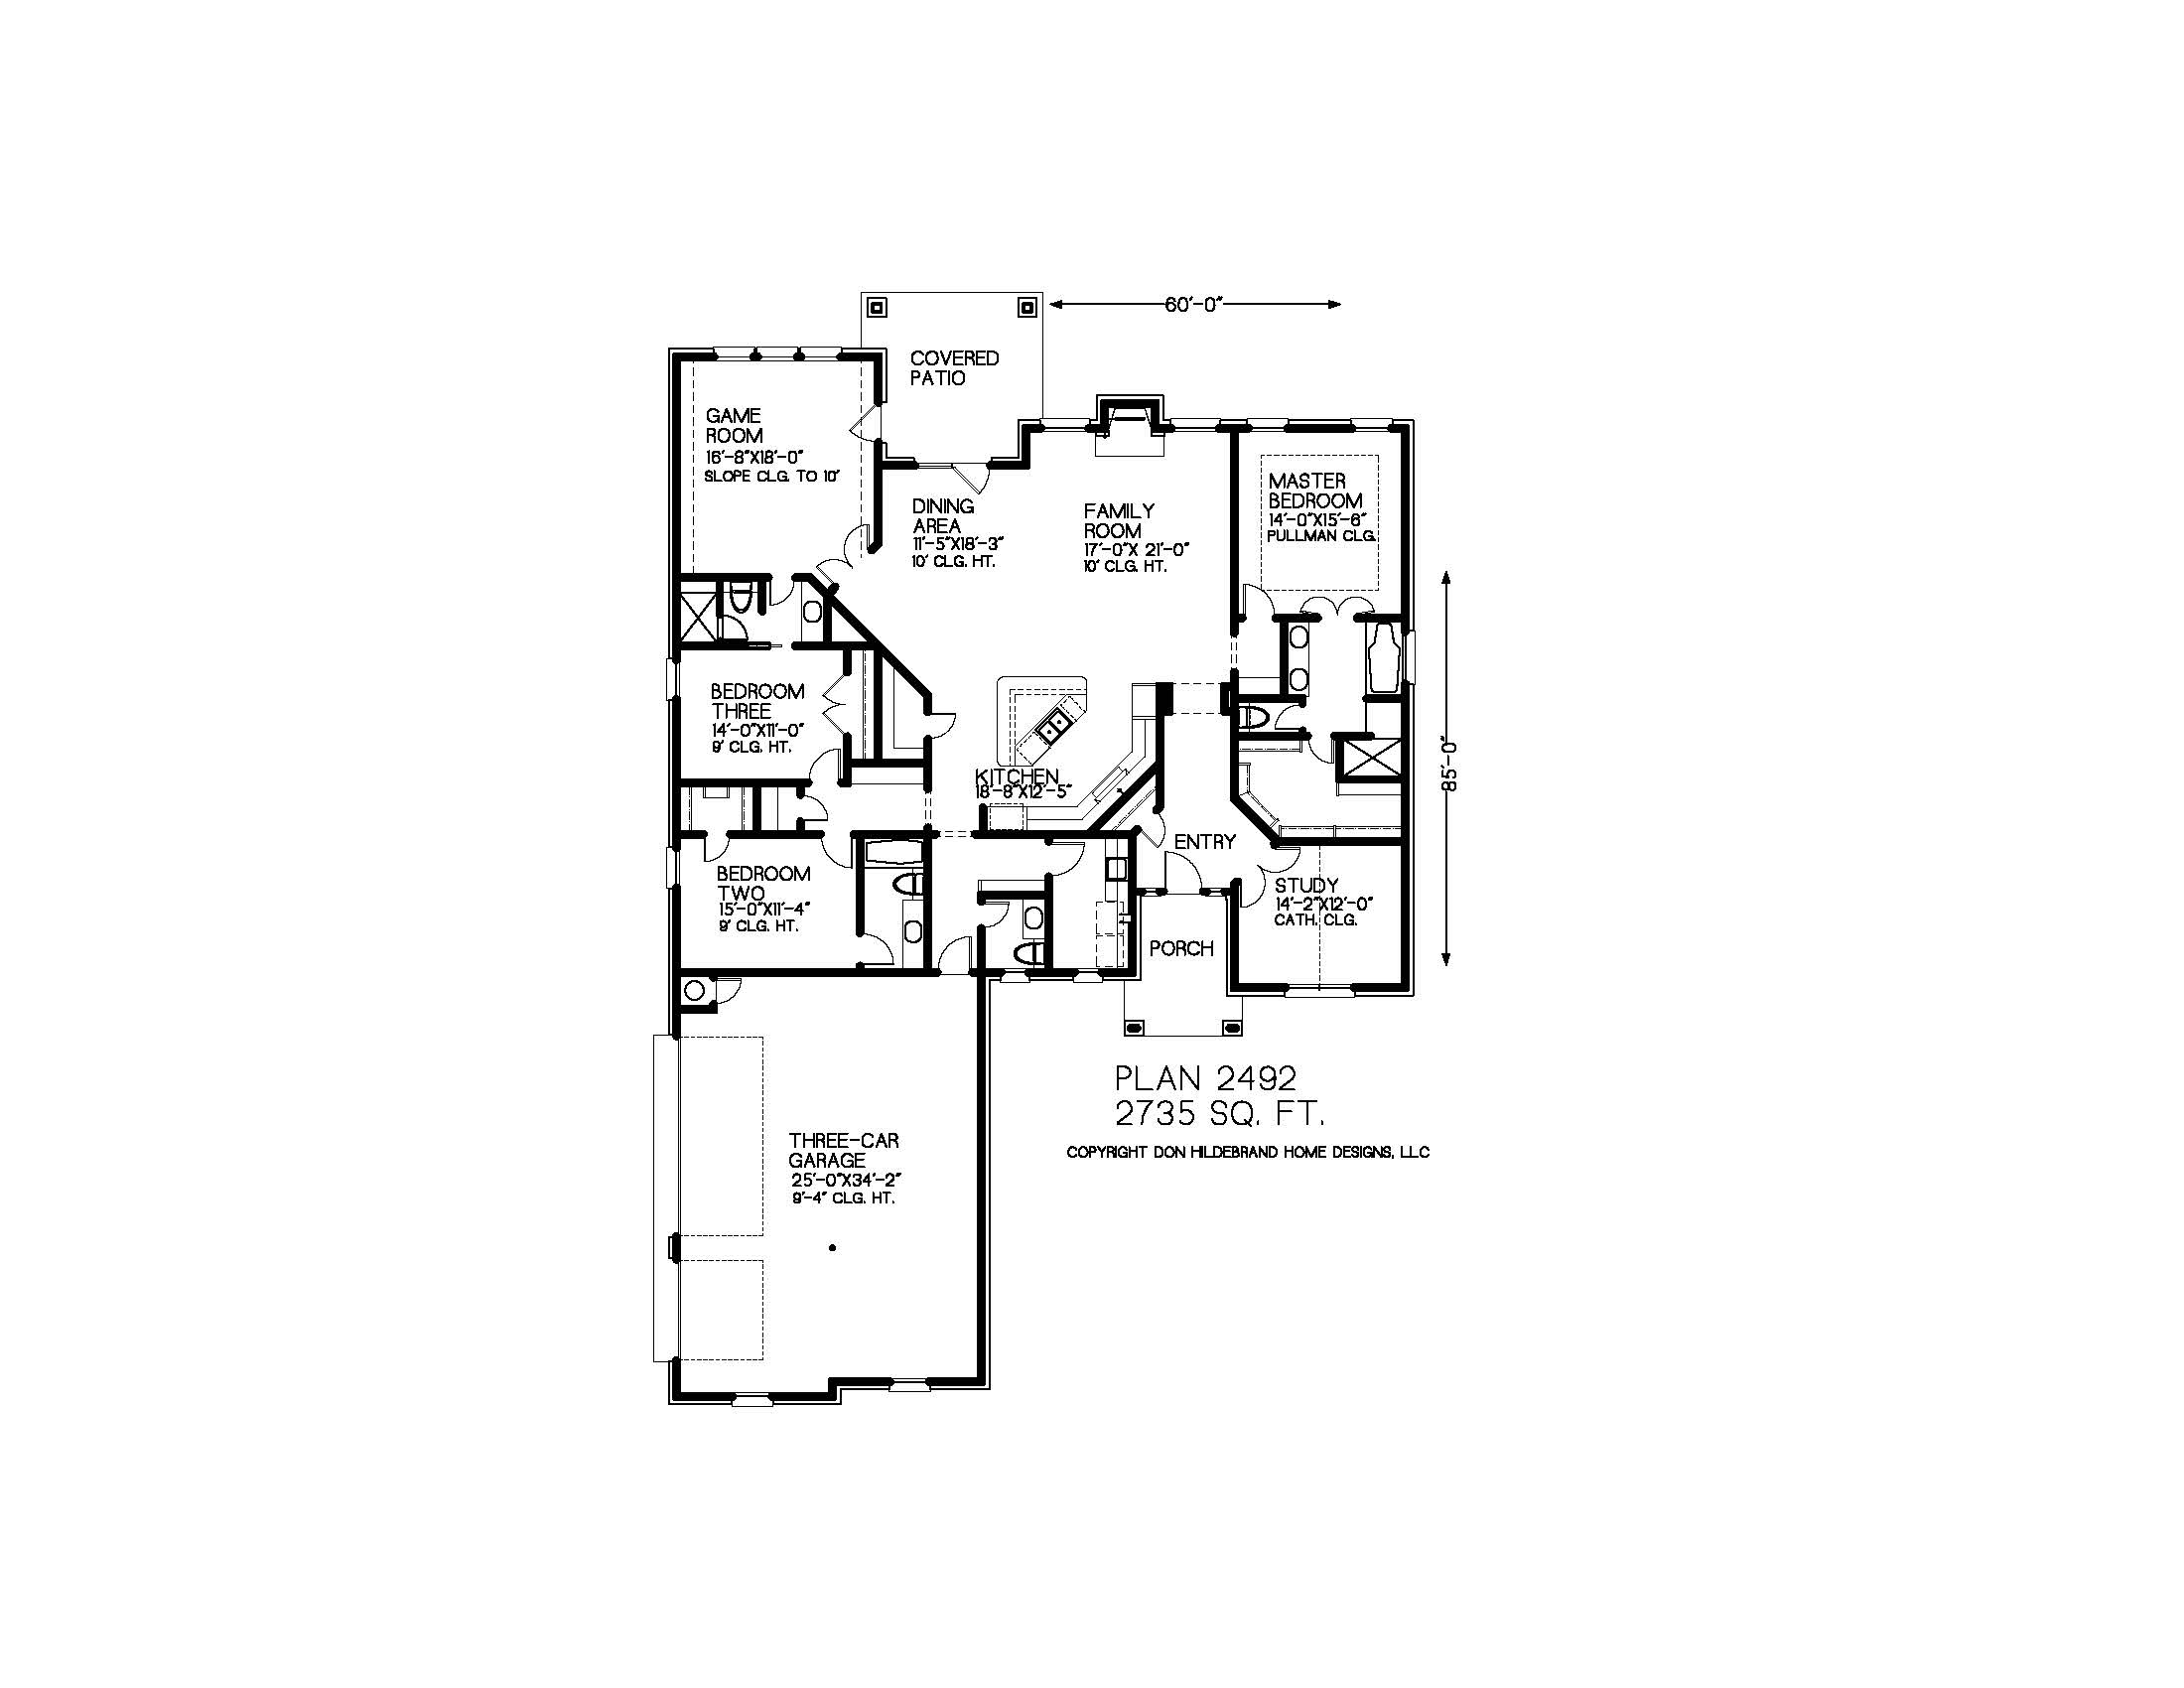 60'-0"
COVERED
PATIO
GAME
ROOM
16'-8"X18'-0"
SLOPE CLG. TO 10'
DINING
AREA
11'-5"X18'-3"
10' CLG. HT.
FAMILY
ROOM
17'-0"X 21'-0"
10' CLG. HT.
MASTER
BEDROOM
14'-0"X15'-6"
PULLMAN CLG.
BEDROOM
THREE
14'-0"X11'-0"
9' CLG. HT.
KITCHEN
18'-8"X12'-5"
85'-0"
ENTRY
BEDROOM
TWO
15'-0"X11'-4"
9' CLG. HT.
STUDY
14'-2"X12'-0"
CATH. CLG.
PORCH
PLAN 2492
2735 SQ. FT.
COPYRIGHT DON HILDEBRAND HOME DESIGNS, LLC
THREE-CAR
GARAGE
25'-0"X34'-2"
9'-4" CLG. HT.